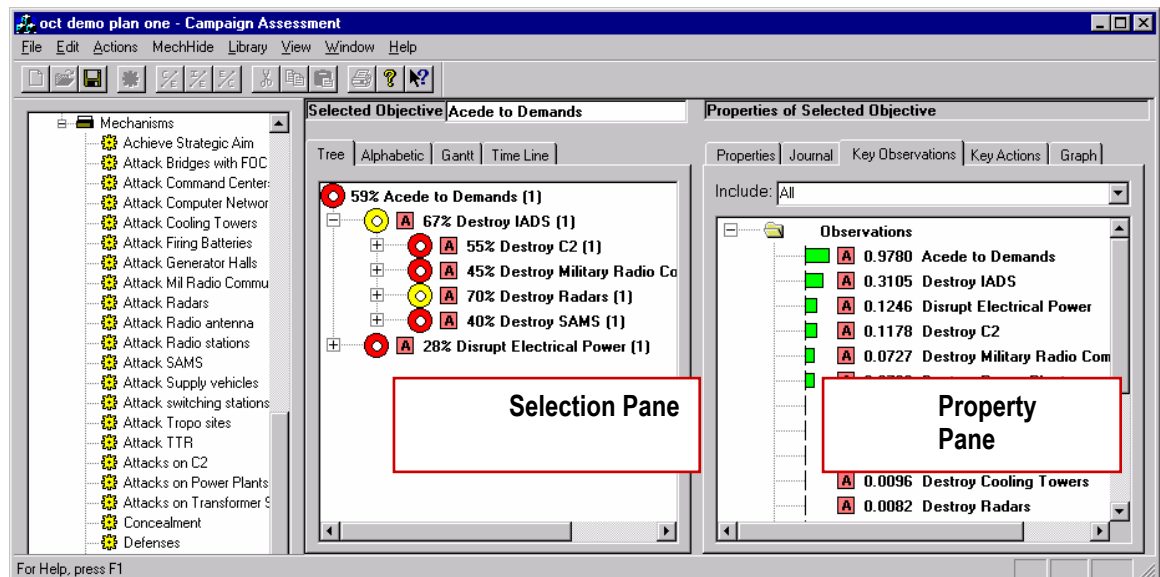 oct demo plan one - Campaign Assessment
File Edit Actions MechHide Library View Window Help
Mechanisms
Achieve Strategic Aim
Attack Bridges with FOC
Attack Command Center
Attack Computer Networ
Attack Cooling Towers
Attack Firing Batteries
Attack Generator Halls
Attack Mil Radio Commu
Attack Radars
Attack Radio antenna
Attack Radio stations
Attack SAMS
Attack Supply vehicles
Attack switching stations
Attack Tropo sites
Attack TTR
Attacks on C2
Attacks on Power Plants
Attacks on Transformer S
Concealment
Defenses
Selected Objective Acede to Demands
Tree Alphabetic Gantt Time Line
59% Acede to Demands (1)
A 67% Destroy IADS (1)
A 55% Destroy C2 (1)
A 45% Destroy Military Radio Co
A 70% Destroy Radars (1)
A 40% Destroy SAMS (1)
A 28% Disrupt Electrical Power (1)
Selection Pane
Properties of Selected Objective
Properties Journal Key Observations Key Actions Graph
Include: All
Observations
A 0.9780 Acede to Demands
A 0.3105 Destroy IADS
A 0.1246 Disrupt Electrical Power
A 0.1178 Destroy C2
A 0.0727 Destroy Military Radio Com
Property
Pane
A 0.0096 Destroy Cooling Towers
A 0.0082 Destroy Radars
For Help, press F1